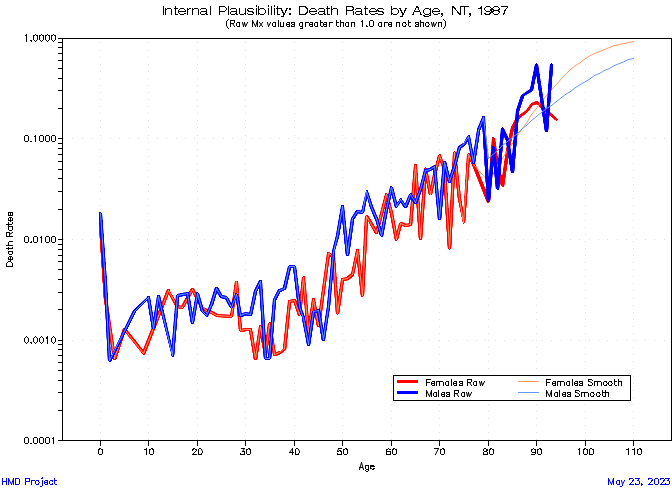 Internal Plausibility: Death Rates by Age, NT, 1987
(Raw Mx values greater than 1.0 are not shown)
1.0000
0.1000
0.0100
0.0010
0.0001
Death Rates
Females Raw
Females Smooth
Males Raw
Males Smooth
0 10 20 30 40 50 60 70 80 90 100 110
Age
HMD Project
May 23, 2023